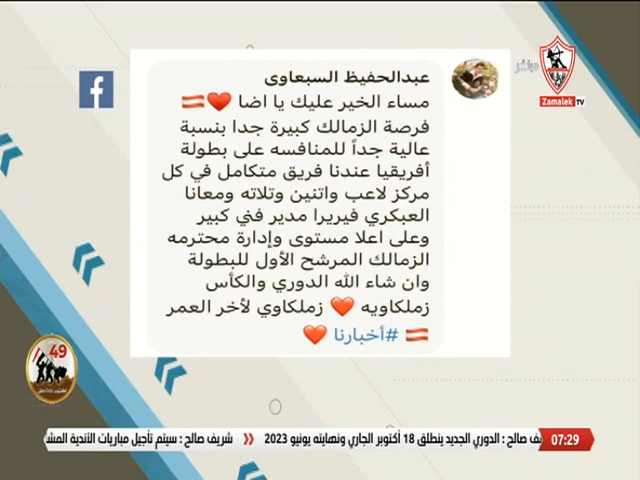 عبدالحفيظ السبعاوى
مساء الخير عليك يا اضا ❤️🇱🇻
فرصة الزمالك كبيرة جدا بنسبة
عالية جداً للمنافسه على بطولة
أفريقيا عندنا فريق متكامل في كل
مركز لاعب واتنين وتلاته ومعانا
العبكري فيريرا مدير فني كبير
وعلى اعلا مستوى وإدارة محترمه
الزمالك المرشح الأول للبطولة
وان شاء الله الدوري والكأس
زملكاويه ❤️ زملكاوي لأخر العمر
🇱🇻 #أخبارنا ❤️
مباشر
Zamalek TV
49
يف صالح : الدوري الجديد ينطلق 18 أكتوبر الجاري ونهايته يونيو 2023 » شريف صالح : سيتم تأجيل مباريات الأندية المش
07:29